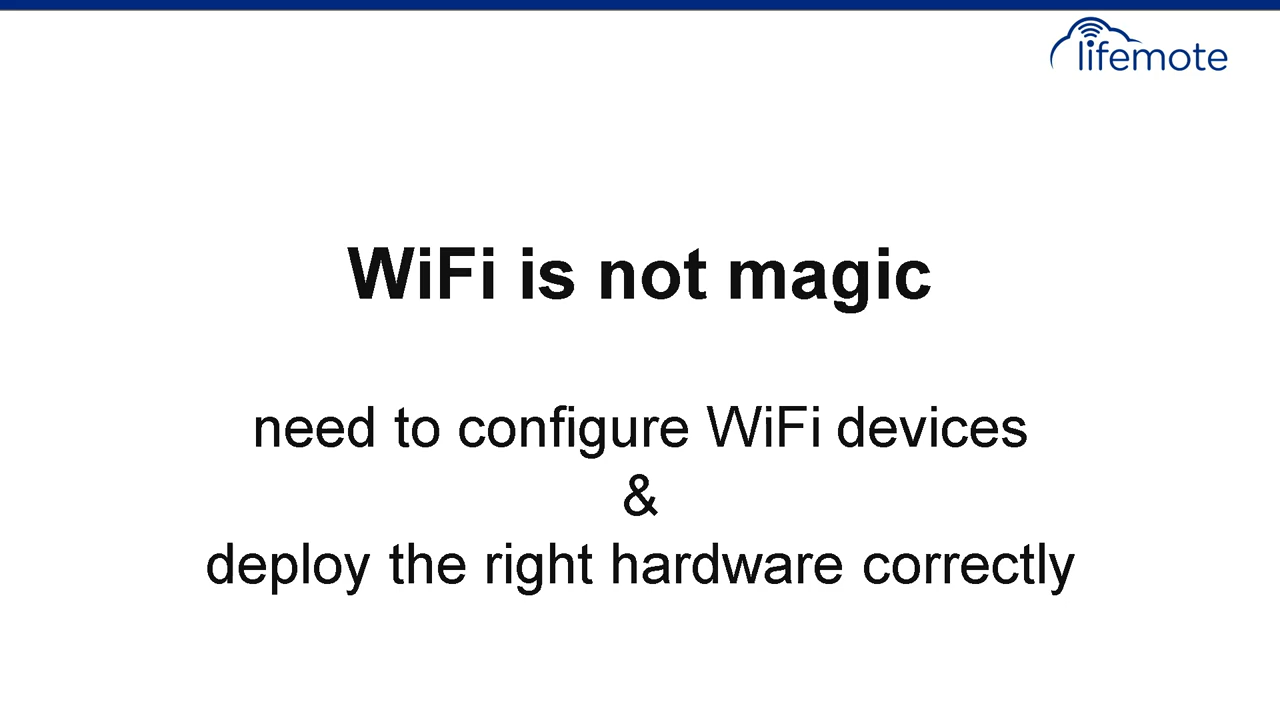 lifemote
WiFi is not magic
need to configure WiFi devices
&
deploy the right hardware correctly